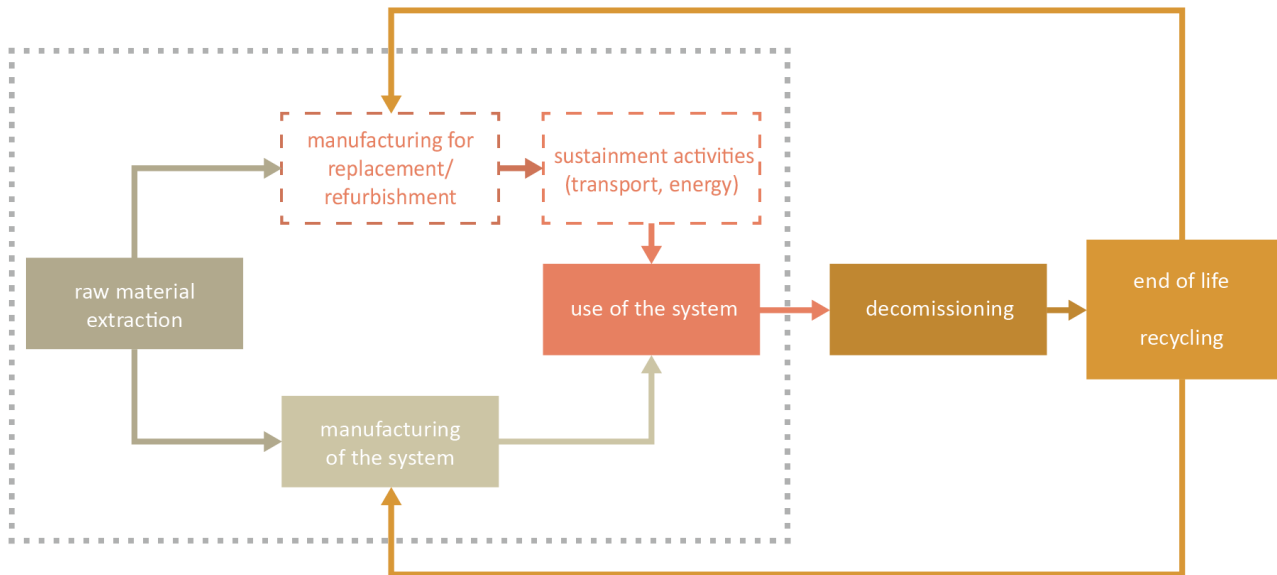 manufacturing for
replacement/
refurbishment
sustainment activities
(transport, energy)
raw material
extraction
use of the system
decomissioning
end of life
recycling
manufacturing
of the system